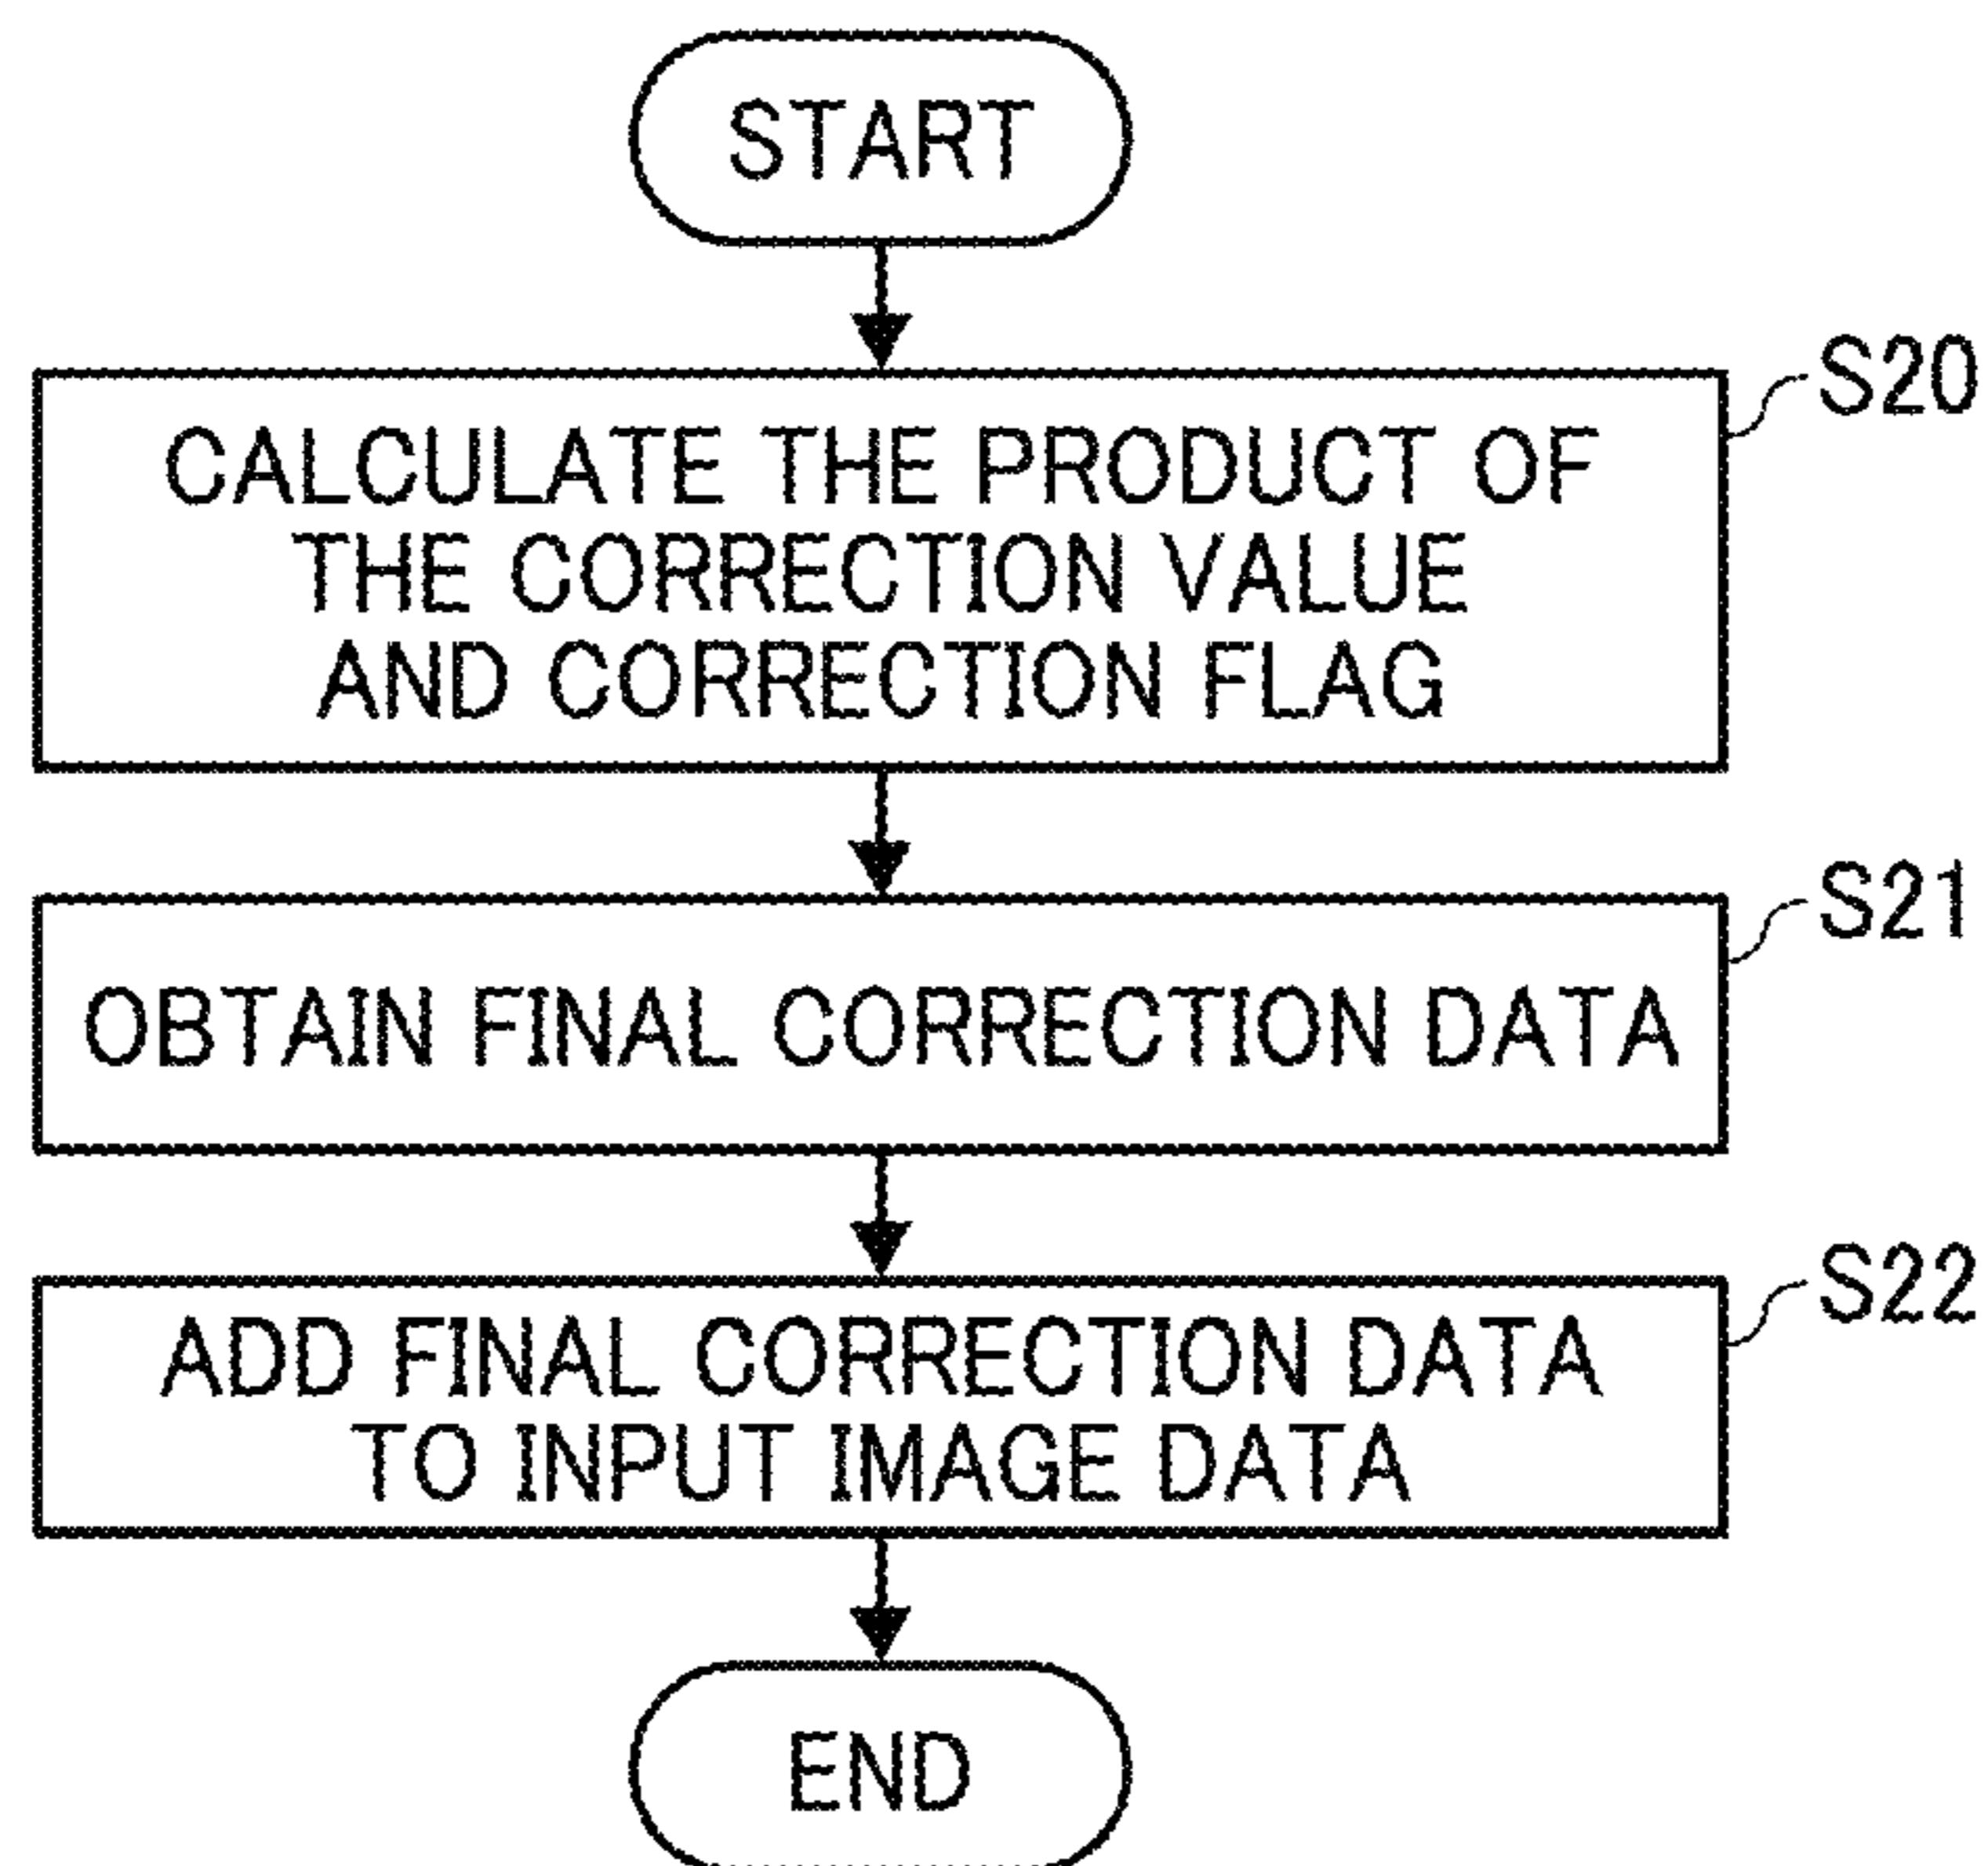 START
S20
CALCULATE THE PRODUCT OF
THE CORRECTION VALUE
AND CORRECTION FLAG
S21
OBTAIN FINAL CORRECTION DATA
S22
ADD FINAL CORRECTION DATA
TO INPUT IMAGE DATA
END